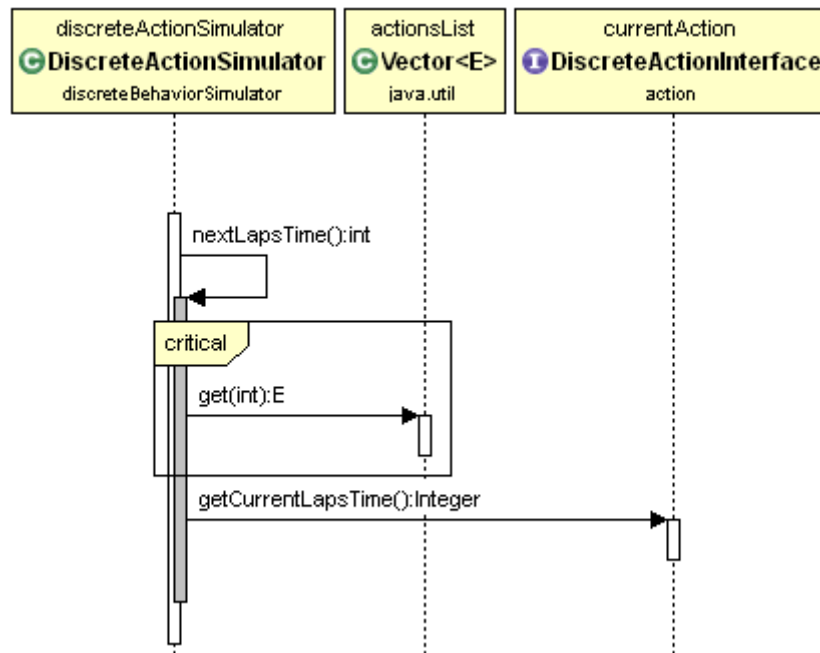 discreteActionSimulator
C DiscreteActionSimulator
discreteBehaviorSimulator
actionsList
C Vector<E>
java.util
currentAction
I DiscreteActionInterface
action
nextLapsTime():int
critical
get(int):E
getCurrentLapsTime():Integer